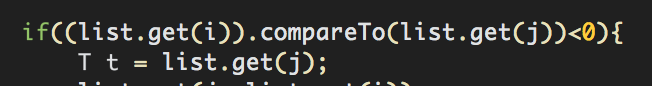 if((list.get(i)).compareTo(list.get(j))<0){
T t = list.get(j);